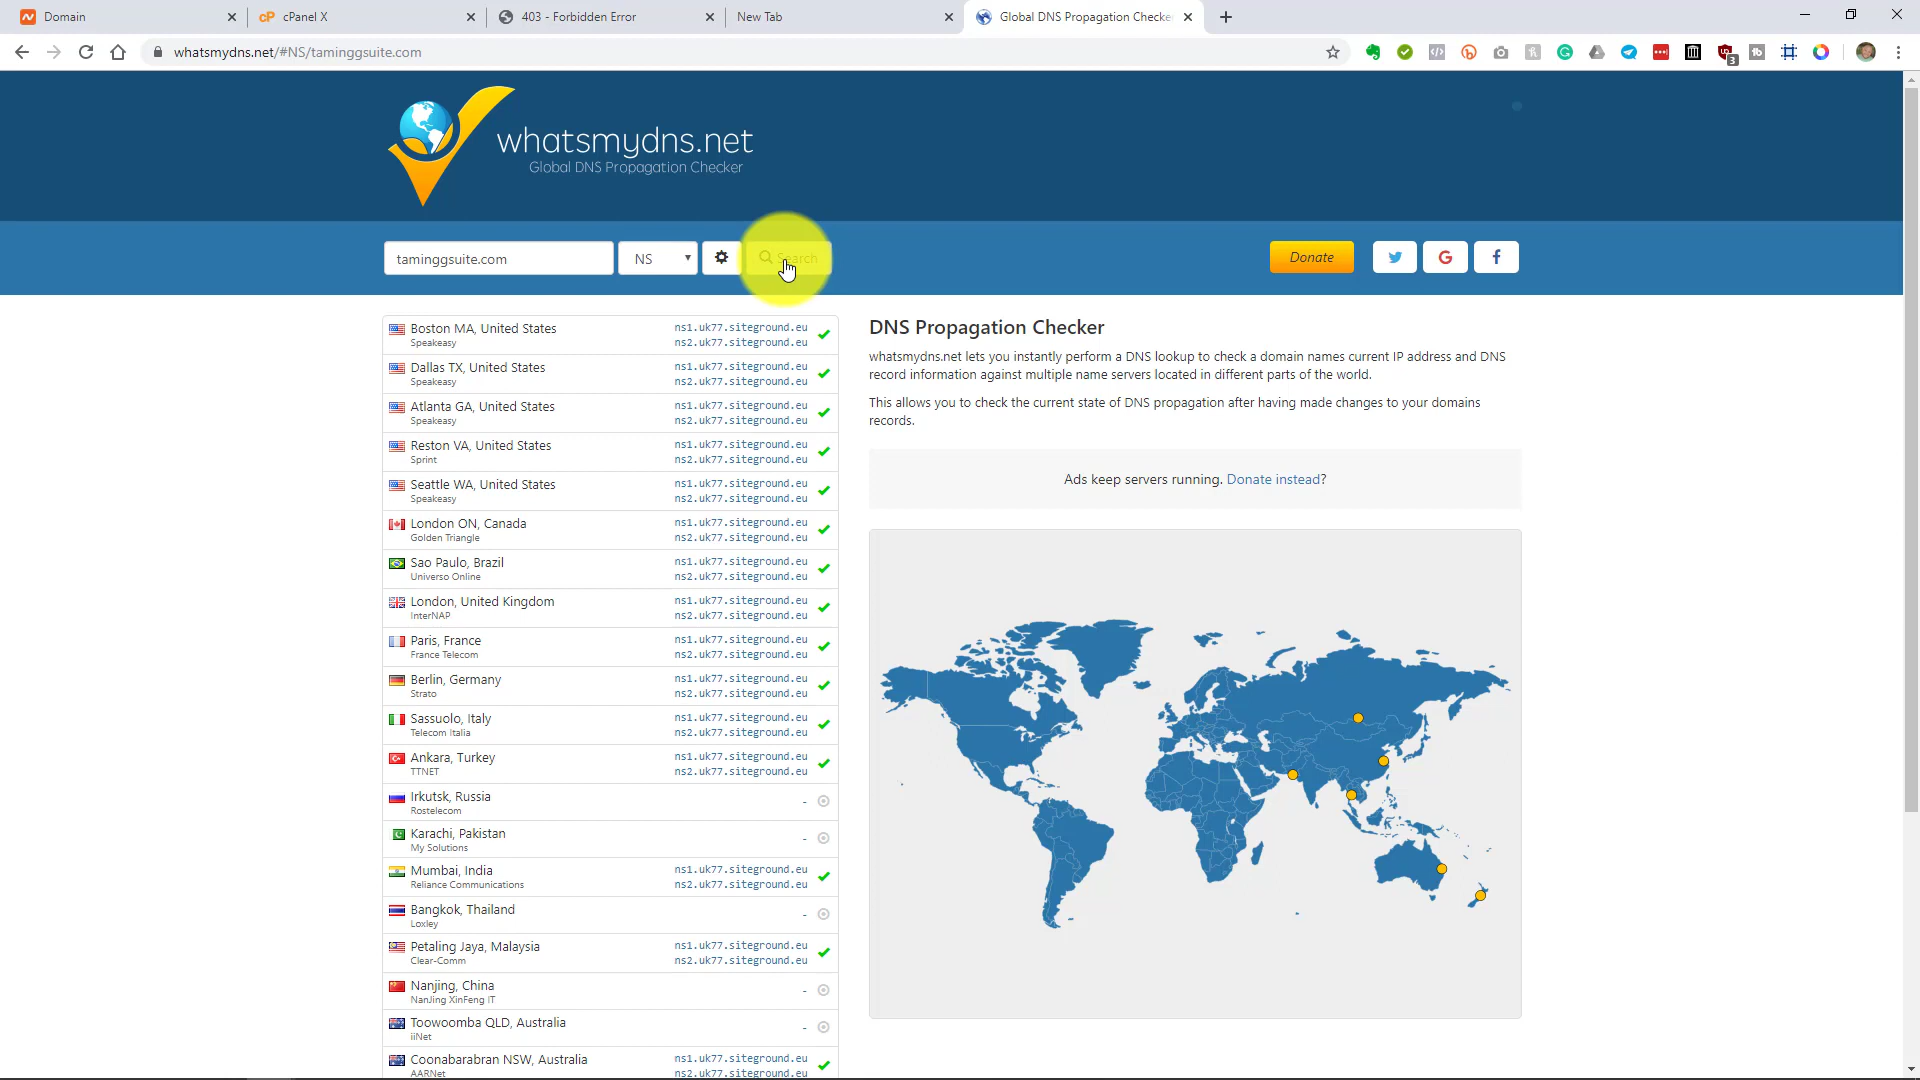 Domain
cPanel X
403 - Forbidden Error
New Tab
Global DNS Propagation Checke
whatsmydns.net/#NS/taminggsuite.com
3
whatsmydns.net
Global DNS Propagation Checker
taminggsuite.com
NS
Search
Donate
Boston MA, United States
Speakeasy
ns1.uk77.siteground.eu
ns2.uk77.siteground.eu
Dallas TX, United States
Speakeasy
ns1.uk77.siteground.eu
ns2.uk77.siteground.eu
Atlanta GA, United States
Speakeasy
ns1.uk77.siteground.eu
ns2.uk77.siteground.eu
Reston VA, United States
Sprint
ns1.uk77.siteground.eu
ns2.uk77.siteground.eu
Seattle WA, United States
Speakeasy
ns1.uk77.siteground.eu
ns2.uk77.siteground.eu
London ON, Canada
Golden Triangle
ns1.uk77.siteground.eu
ns2.uk77.siteground.eu
Sao Paulo, Brazil
Universo Online
ns1.uk77.siteground.eu
ns2.uk77.siteground.eu
London, United Kingdom
InterNAP
ns1.uk77.siteground.eu
ns2.uk77.siteground.eu
Paris, France
France Telecom
ns1.uk77.siteground.eu
ns2.uk77.siteground.eu
Berlin, Germany
Strato
ns1.uk77.siteground.eu
ns2.uk77.siteground.eu
Sassuolo, Italy
Telecom Italia
ns1.uk77.siteground.eu
ns2.uk77.siteground.eu
Ankara, Turkey
TTNET
ns1.uk77.siteground.eu
ns2.uk77.siteground.eu
Irkutsk, Russia
Rostelecom
-
Karachi, Pakistan
My Solutions
-
Mumbai, India
Reliance Communications
ns1.uk77.siteground.eu
ns2.uk77.siteground.eu
Bangkok, Thailand
Loxley
-
Petaling Jaya, Malaysia
Clear-Comm
ns1.uk77.siteground.eu
ns2.uk77.siteground.eu
Nanjing, China
NanJing XinFeng IT
-
Toowoomba QLD, Australia
iiNet
-
Coonabarabran NSW, Australia
AARNet
ns1.uk77.siteground.eu
ns2.uk77.siteground.eu
DNS Propagation Checker
whatsmydns.net lets you instantly perform a DNS lookup to check a domain names current IP address and DNS
record information against multiple name servers located in different parts of the world.
This allows you to check the current state of DNS propagation after having made changes to your domains
records.
Ads keep servers running. Donate instead?